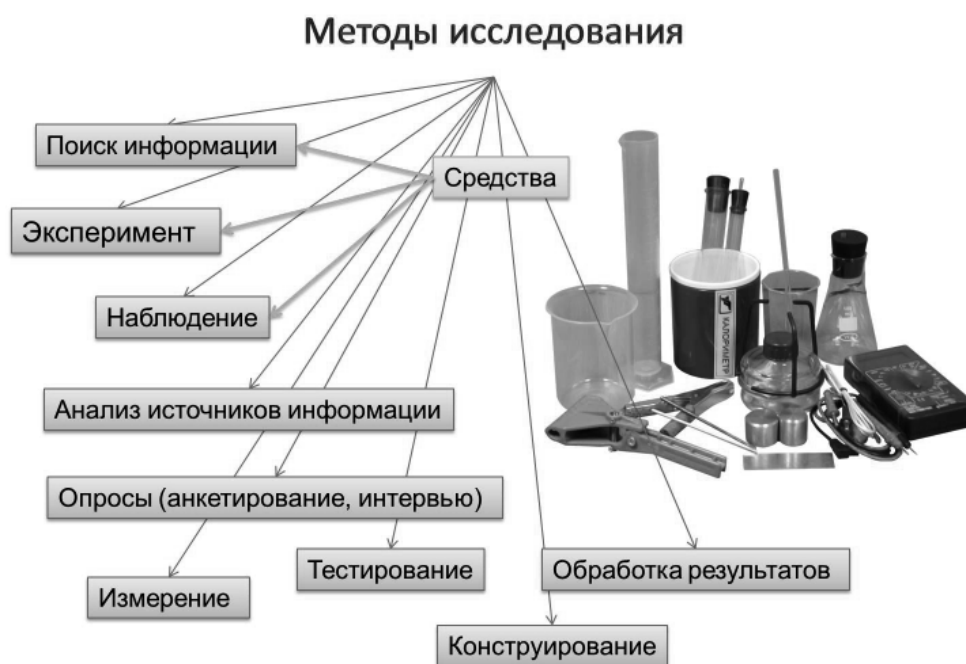 Методы исследования
Поиск информации
Средства
Эксперимент
Наблюдение
КАЛОРИМЕТР
Анализ источников информации
Опросы (анкетирование, интервью)
Тестирование
Обработка результатов
Измерение
Конструирование